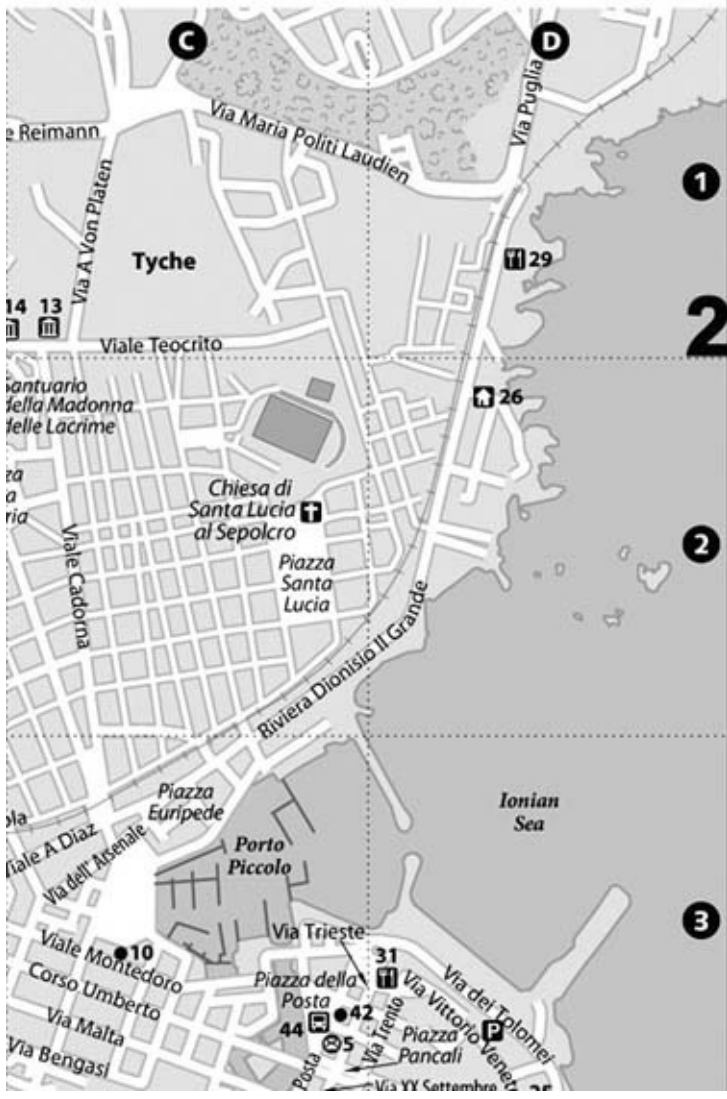 C
D
e Reimann
Via Maria Politi Laudien
Via Puglia
1
Via A Von Platen
Tyche
29
14
13
2
Viale Teocrito
Santuario
della Madonna
delle Lacrime
26
za
a
ria
Chiesa di
Santa Lucia
al Sepolcro
2
Viale Cadorna
Piazza
Santa
Lucia
Riviera Dionisio Il Grande
Piazza
Euripede
Ionian
Sea
ola
Viale A Diaz
Via dell' Arsenale
Porto
Piccolo
3
Via Trieste
10
31
Viale Montedoro
Piazza della
Posta
Via dei Tolomei
Corso Umberto
42
44
Via Vittorio Veneto
Via Malta
5
Via Trento
P
Piazza
Pancali
Via Bengasi
Posta
Via XX Settembre